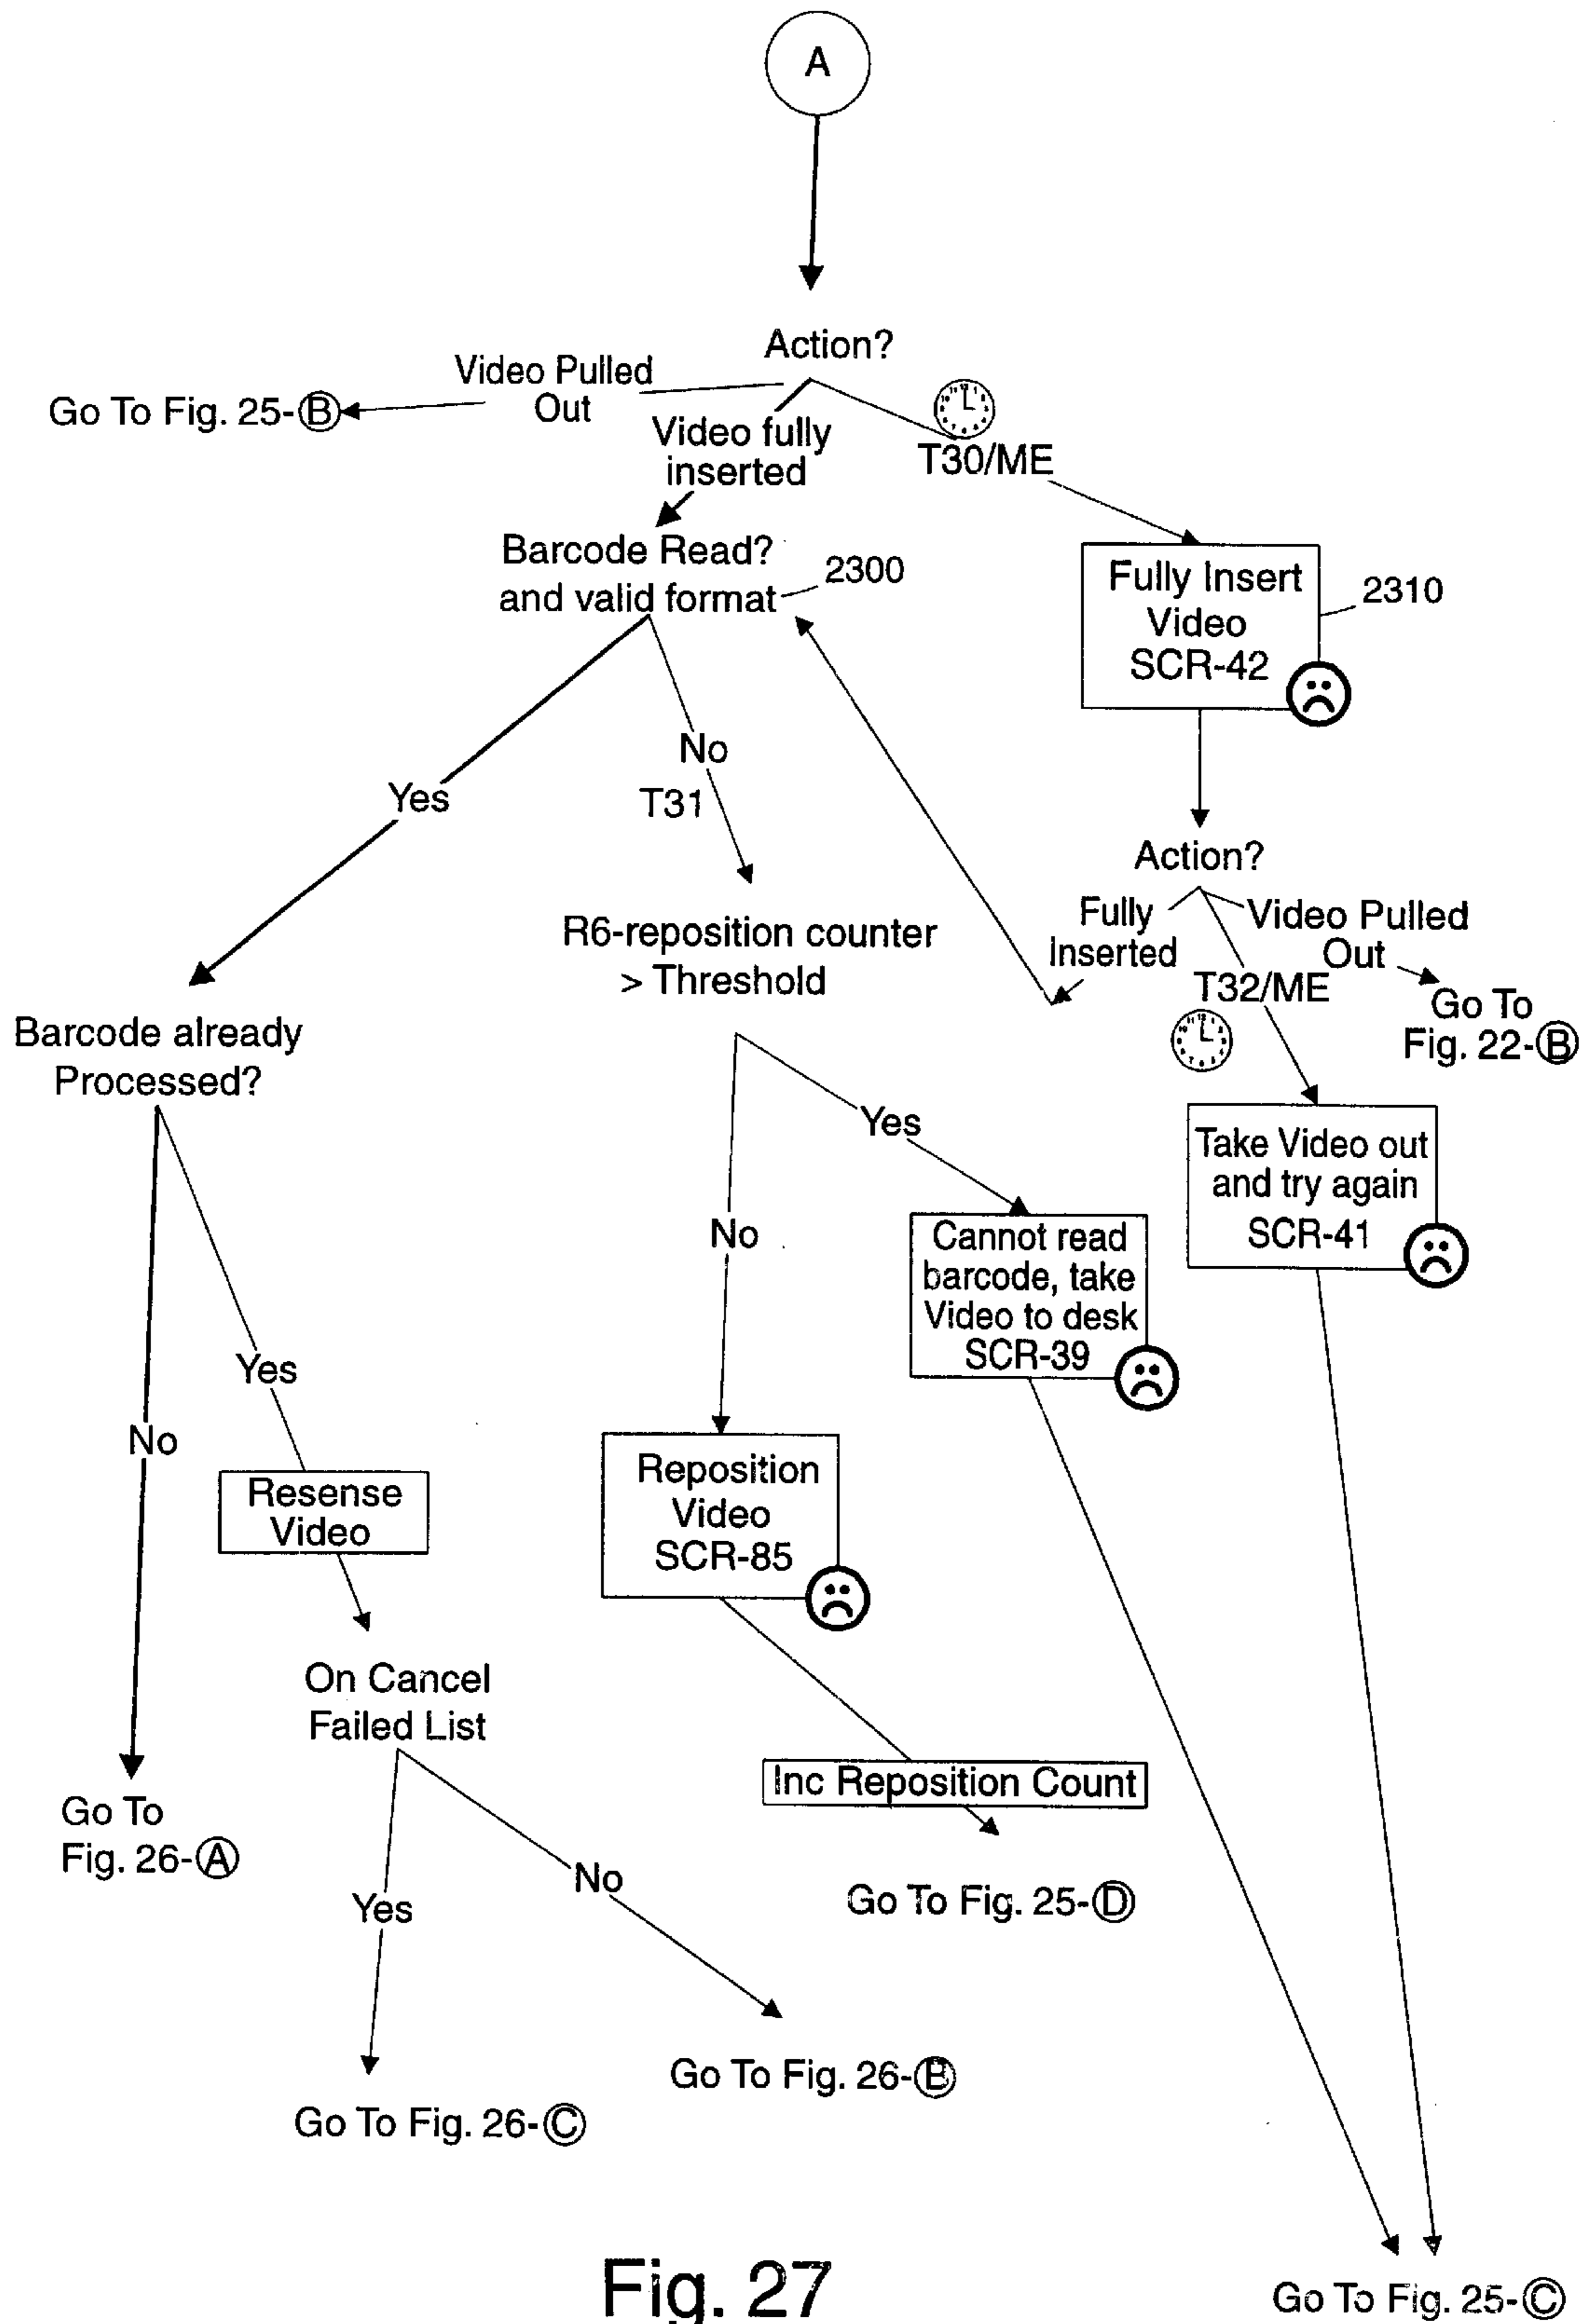 A
Action?
Video Pulled
Out
Go To Fig. 25-B
Video fully
inserted
T30/ME
Barcode Read?
and valid format
2300
Fully Insert
Video
SCR-42
2310
No
T31
Yes
Action?
Fully
Inserted
Video Pulled
Out
T32/ME
Go To
Fig. 22-B
R6-reposition counter
> Threshold
Barcode already
Processed?
Yes
No
Take Video out
and try again
SCR-41
Cannot read
barcode, take
Video to desk
SCR-39
Yes
No
Reposition
Video
SCR-85
Resense
Video
On Cancel
Failed List
Inc Reposition Count
Go To
Fig. 26-A
No
Yes
Go To Fig. 25-D
Go To Fig. 26-B
Go To Fig. 26-C
Go To Fig. 25-C
Fig. 27